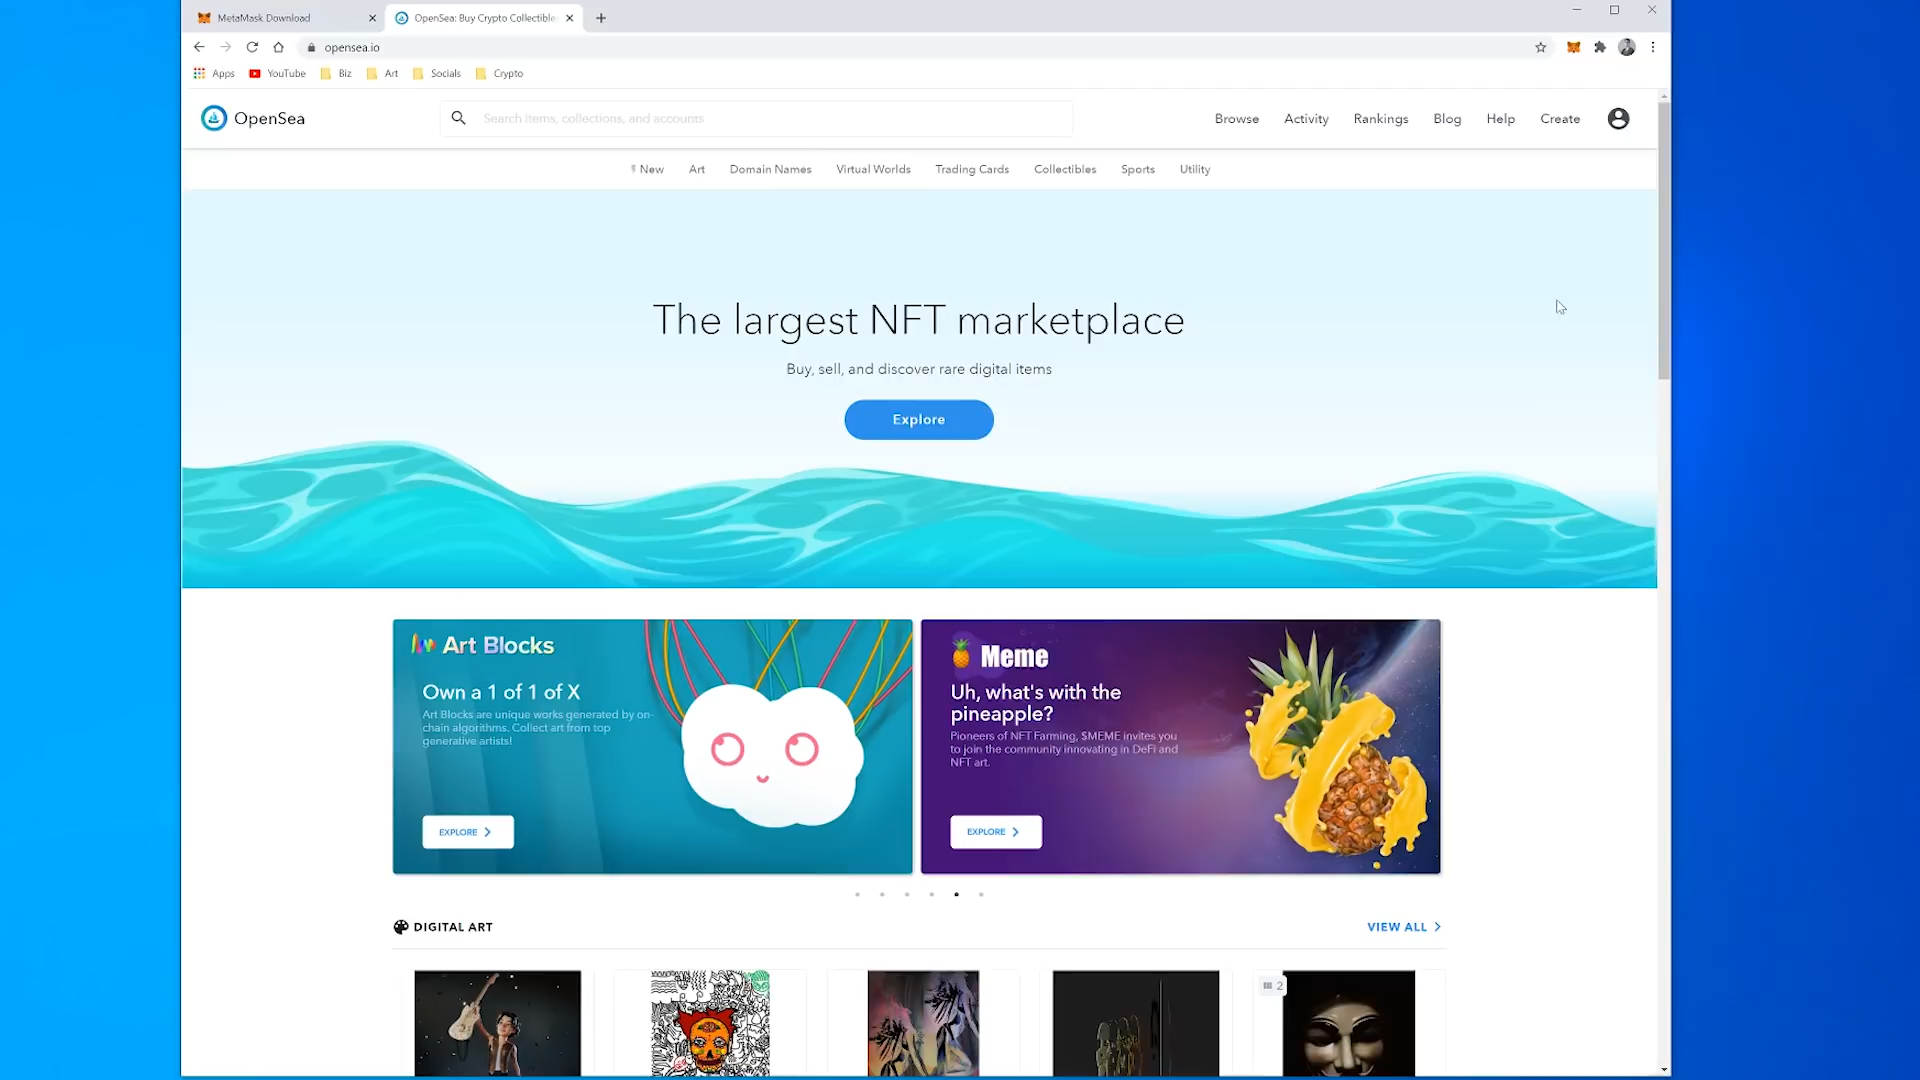 MetaMask Download
OpenSea: Buy Crypto Collectible
opensea.io
Apps
YouTube
Biz
Art
Socials
Crypto
OpenSea
Search items, collections, and accounts
Browse
Activity
Rankings
Blog
Help
Create
New
Art
Domain Names
Virtual Worlds
Trading Cards
Collectibles
Sports
Utility
The largest NFT marketplace
Buy, sell, and discover rare digital items
Explore
Art Blocks
Own a 1 of 1 of X
Art Blocks are unique works generated by on-
chain algorithms. Collect art from top
generative artists!
EXPLORE
Meme
Uh, what's with the
pineapple?
Pioneers of NFT Farming, $MEME invites you
to join the community innovating in DeFi and
NFT art.
EXPLORE
DIGITAL ART
VIEW ALL
2